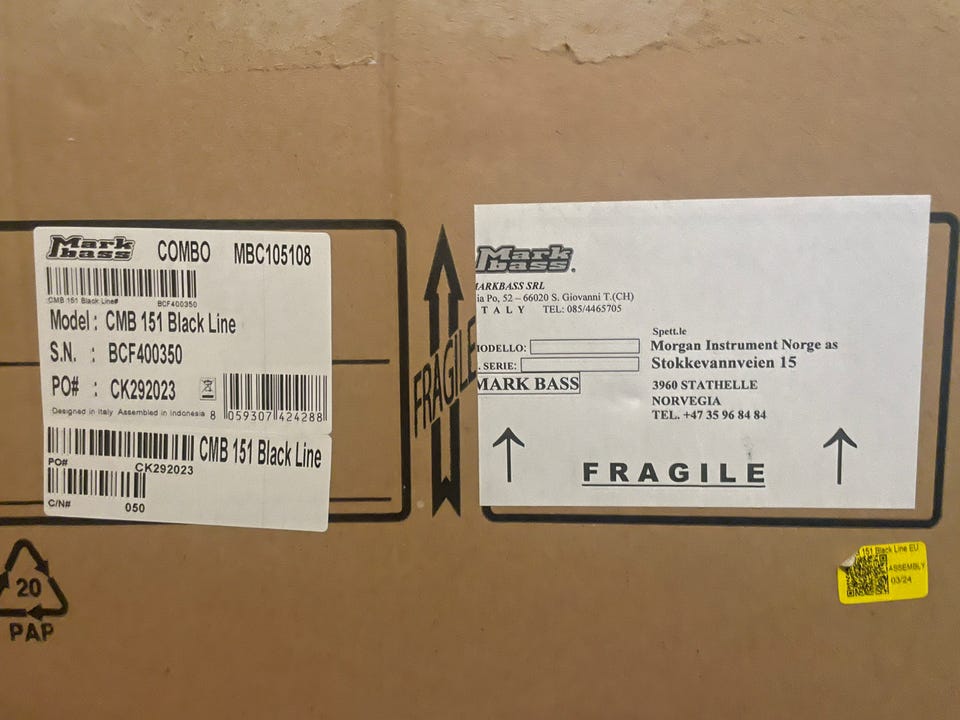 Mark bass COMBO MBC105108
CMB 151 Black Line# BCF400350
Model : CMB 151 Black Line
S.N. : BCF400350
PO# : CK292023
Designed in Italy Assembled in Indonesia
8 059307 424288
CMB 151 Black Line
PO# CK292023
C/N# 050
FRAGILE
Mark bass.
MARKBASS SRL
ia Po, 52 – 66020 S. Giovanni T.(CH)
I T A L Y TEL: 085/4465705
MODELLO:
. SERIE:
MARK BASS
Spett.le
Morgan Instrument Norge as
Stokkevannveien 15
3960 STATHELLE
NORVEGIA
TEL. +47 35 96 84 84
FRAGILE
151 Black Line EU
ASSEMBLY
03/24
20
PAP